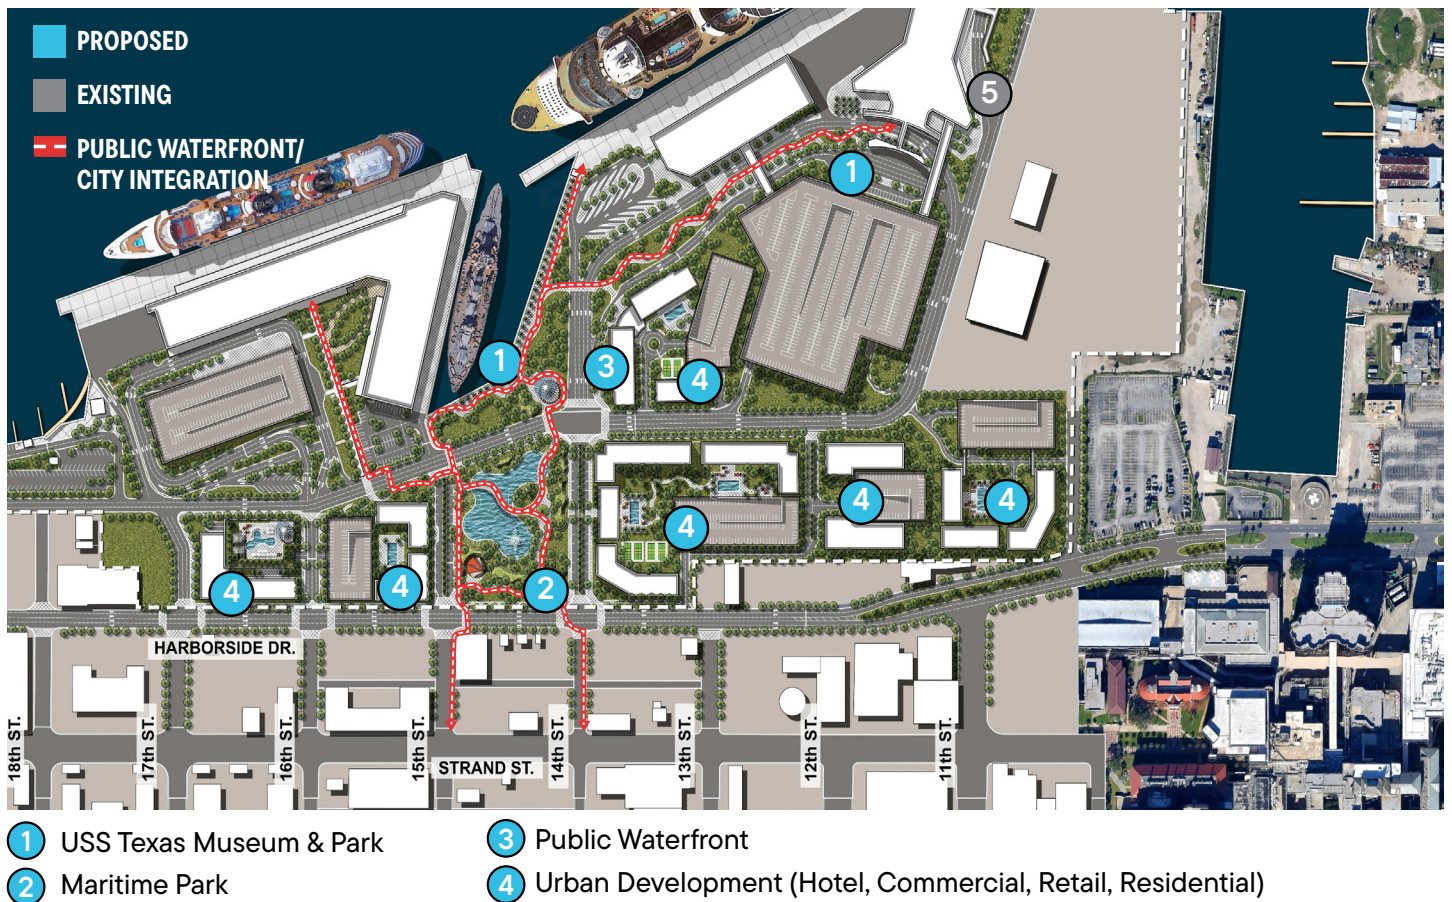 PROPOSED
EXISTING
PUBLIC WATERFRONT/
CITY INTEGRATION
5
1
1
3
4
4
4
4
4
4
2
HARBORSIDE DR.
18th ST.
17th ST.
16th ST.
15th ST.
14th ST.
13th ST.
12th ST.
11th ST.
STRAND ST.
1 USS Texas Museum & Park
2 Maritime Park
3 Public Waterfront
4 Urban Development (Hotel, Commercial, Retail, Residential)